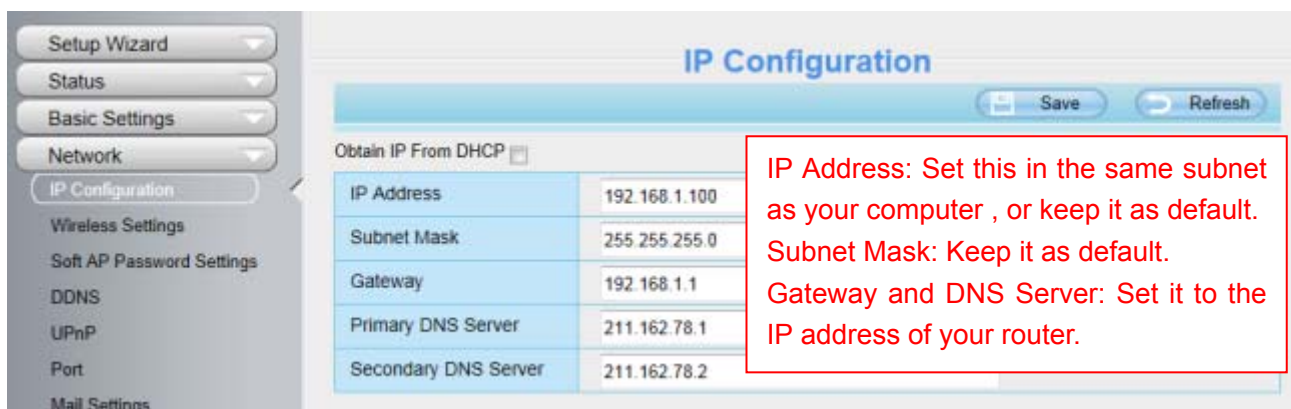 Setup Wizard
Status
Basic Settings
Network
IP Configuration
Wireless Settings
Soft AP Password Settings
DDNS
UPnP
Port
Mail Settings
IP Configuration
Save
Refresh
Obtain IP From DHCP
IP Address 192.168.1.100
Subnet Mask 255.255.255.0
Gateway 192.168.1.1
Primary DNS Server 211.162.78.1
Secondary DNS Server 211.162.78.2
IP Address: Set this in the same subnet
as your computer , or keep it as default.
Subnet Mask: Keep it as default.
Gateway and DNS Server: Set it to the
IP address of your router.